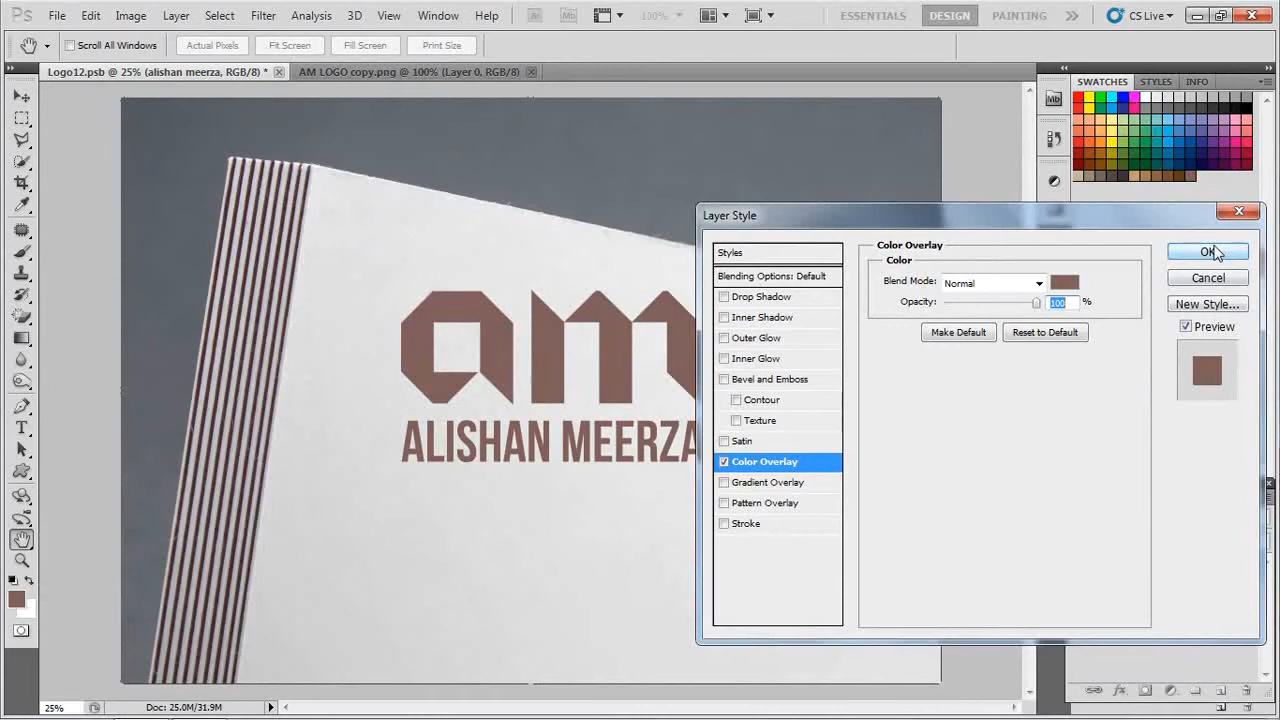 Ps File Edit Image Layer Select Filter Analysis 3D View Window Help Br Mb 100% ESSENTIALS DESIGN PAINTING CS Live
Scroll All Windows Actual Pixels Fit Screen Fill Screen Print Size
Logo12.psb @ 25% (alishan meerza, RGB/8) * AM LOGO copy.png @ 100% (Layer 0, RGB/8)
SWATCHES STYLES INFO
Mb
am
ALISHAN MEERZA
Layer Style
Styles
Blending Options: Default
Drop Shadow
Inner Shadow
Outer Glow
Inner Glow
Bevel and Emboss
Contour
Texture
Satin
Color Overlay
Gradient Overlay
Pattern Overlay
Stroke
Color Overlay
Color
Blend Mode: Normal
Opacity: 100 %
Make Default Reset to Default
OK
Cancel
New Style...
Preview
25% Doc: 25.0M/31.9M